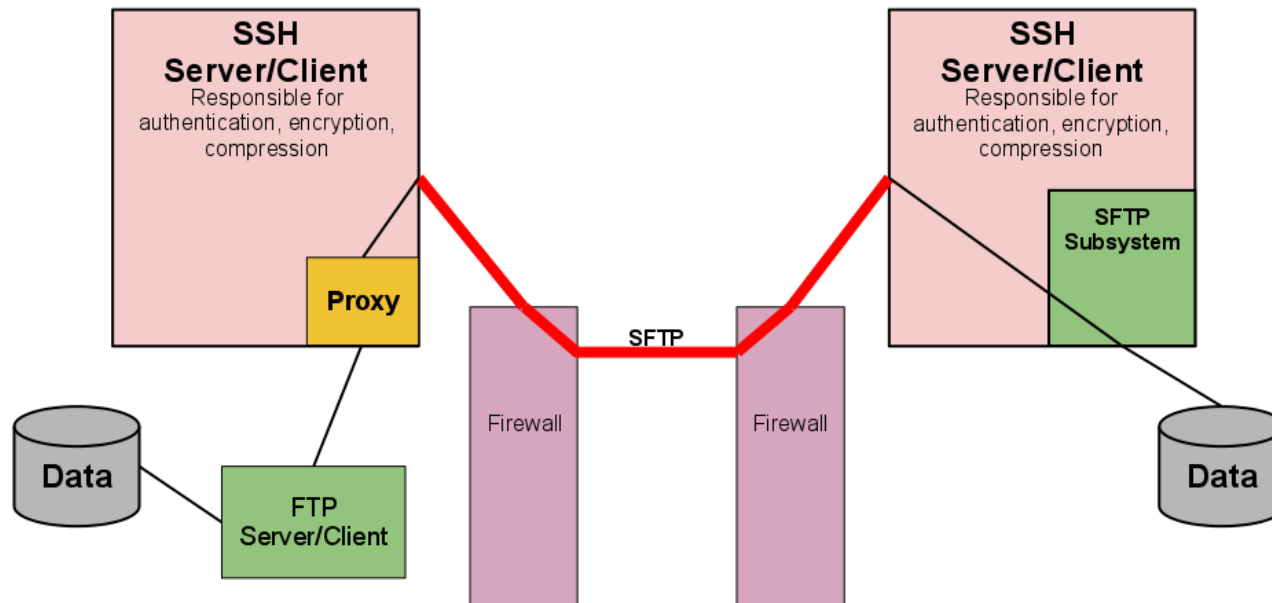 SSH
Server/Client
Responsible for
authentication, encryption,
compression
Proxy
Data
FTP
Server/Client
Firewall
SFTP
Firewall
SSH
Server/Client
Responsible for
authentication, encryption,
compression
SFTP
Subsystem
Data